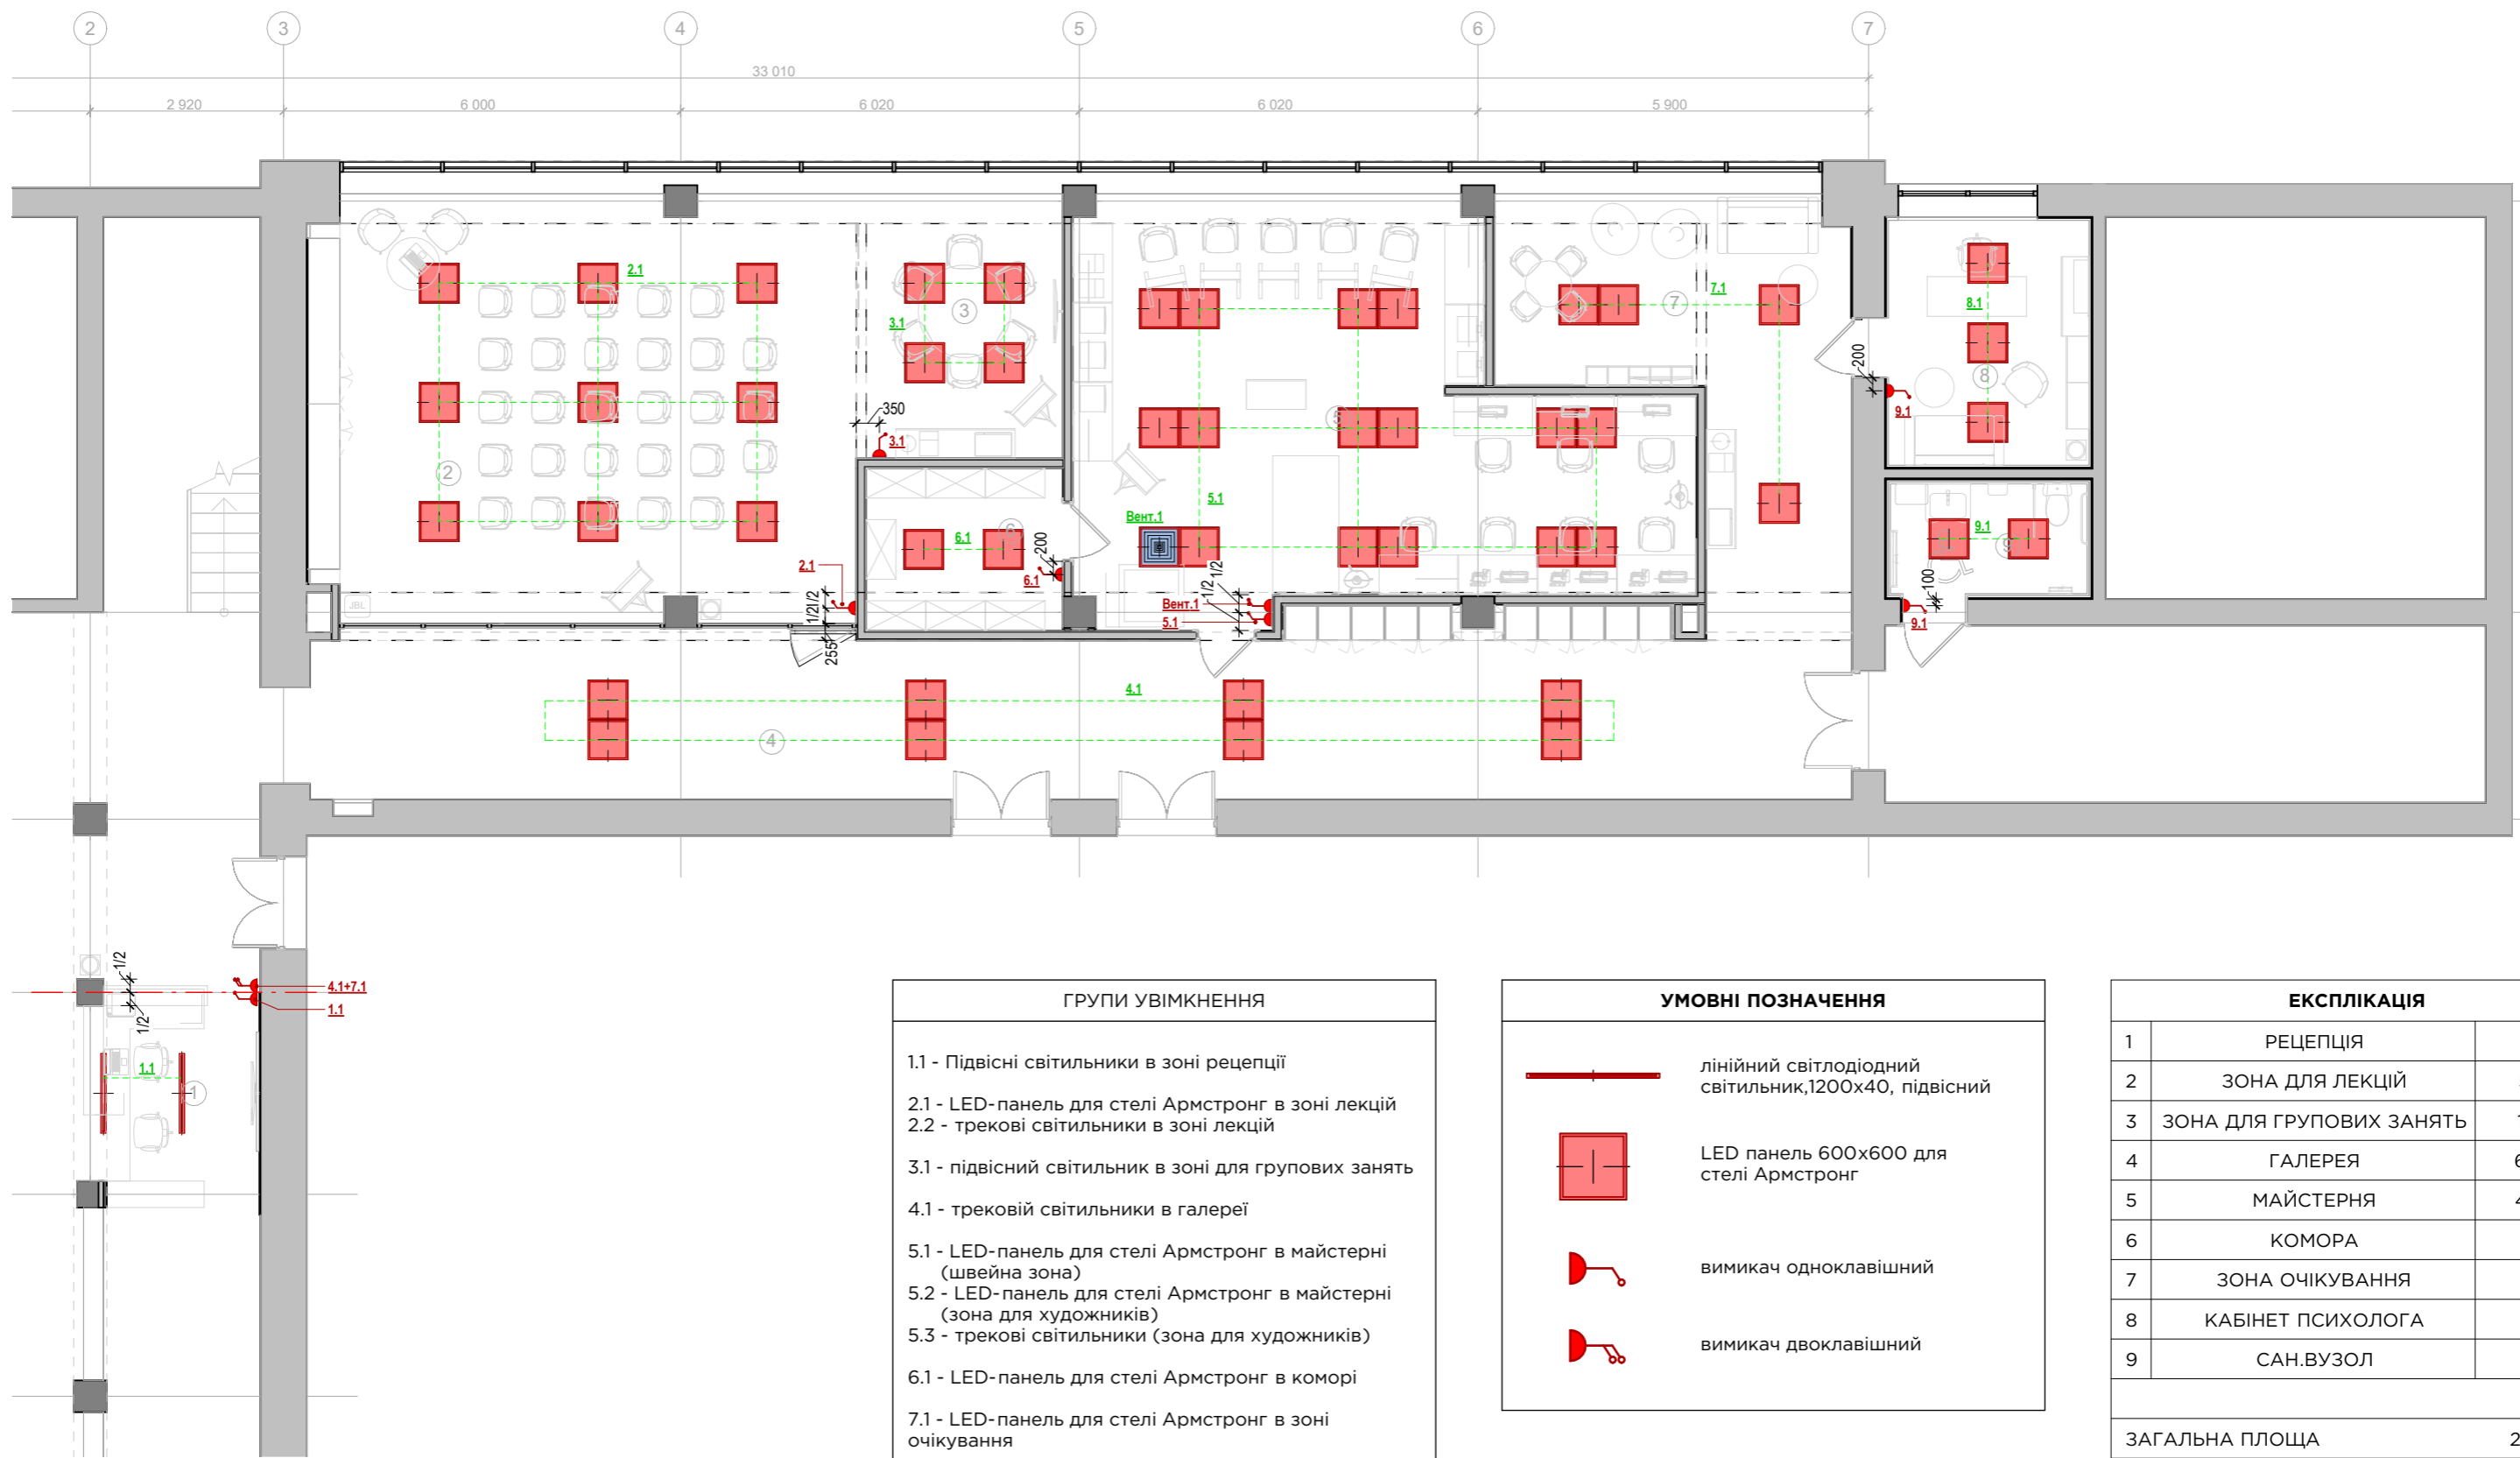 2 3 4 5 6 7
33 010
2 920 6 000 6 020 6 020 5 900
2.1
3.1
3
7
7.1
8.1
8
200
9.1
350
3.1
2
5
5.1
Вент.1
6.1
6
200
6.1
9.1
9
100
9.1
2.1
1/2
1/2
255
JBL
1/2
1/2
Вент.1
5.1
4.1
4
1/2
1/2
4.1+7.1
1.1
1.1
1
ГРУПИ УВІМКНЕННЯ
1.1 - Підвісні світильники в зоні рецепції
2.1 - LED-панель для стелі Армстронг в зоні лекцій
2.2 - трекові світильники в зоні лекцій
3.1 - підвісний світильник в зоні для групових занять
4.1 - трековій світильники в галереї
5.1 - LED-панель для стелі Армстронг в майстерні
(швейна зона)
5.2 - LED-панель для стелі Армстронг в майстерні
(зона для художників)
5.3 - трекові світильники (зона для художників)
6.1 - LED-панель для стелі Армстронг в коморі
7.1 - LED-панель для стелі Армстронг в зоні
очікування
УМОВНІ ПОЗНАЧЕННЯ
лінійний світлодіодний
світильник,1200х40, підвісний
LED панель 600х600 для
стелі Армстронг
вимикач одноклавішний
вимикач двоклавішний
ЕКСПЛІКАЦІЯ
1 РЕЦЕПЦІЯ
2 ЗОНА ДЛЯ ЛЕКЦІЙ
3 ЗОНА ДЛЯ ГРУПОВИХ ЗАНЯТЬ
4 ГАЛЕРЕЯ
5 МАЙСТЕРНЯ
6 КОМОРА
7 ЗОНА ОЧІКУВАННЯ
8 КАБІНЕТ ПСИХОЛОГА
9 САН.ВУЗОЛ
ЗАГАЛЬНА ПЛОЩА 2